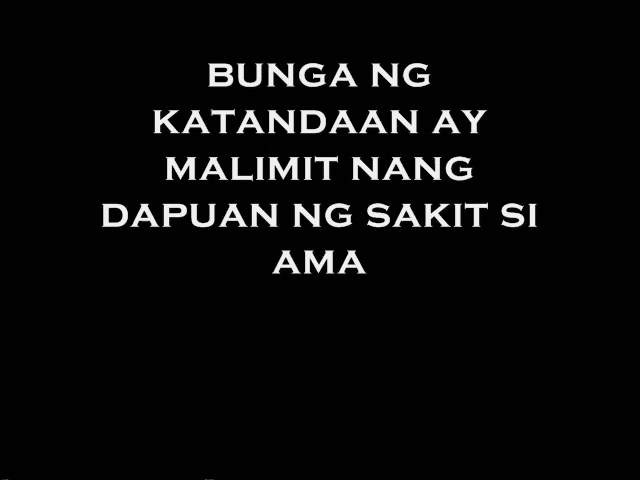 BUNGA NG
KATANDAAN AY
MALIMIT NANG
DAPUAN NG SAKIT SI
AMA